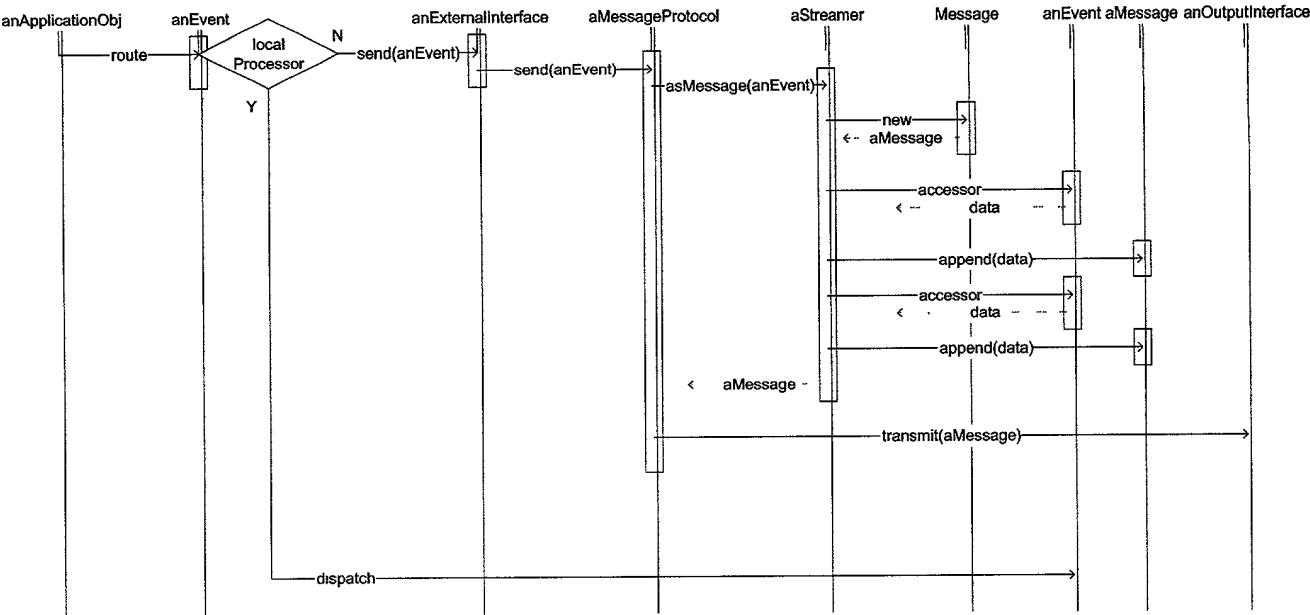 anApplicationObj anEvent anExternalInterface aMessageProtocol aStreamer Message anEvent aMessage anOutputInterface
route
local
Processor
N
Y
send(anEvent)
send(anEvent)
asMessage(anEvent)
new
aMessage
accessor
data
append(data)
accessor
data
append(data)
aMessage
transmit(aMessage)
dispatch